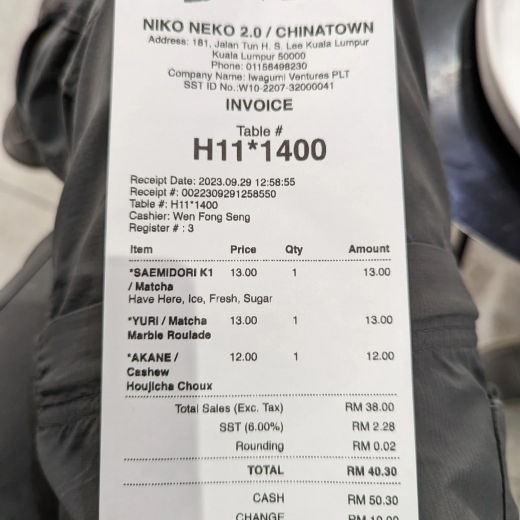 NIKO NEKO 2.0 / CHINATOWN
Address: 181, Jalan Tun H. S. Lee Kuala Lumpur
Kuala Lumpur 50000
Phone: 01156498230
Company Name: Iwagumi Ventures PLT
SST ID No.:W10-2207-32000041
INVOICE
Table #
H11*1400
Receipt Date: 2023.09.29 12:58:55
Receipt #: 0022309291258550
Table #: H11*1400
Cashier: Wen Fong Seng
Register # : 3
Item Price Qty Amount
*SAEMIDORI K1 13.00 1 13.00
/ Matcha
Have Here, Ice, Fresh, Sugar
*YURI / Matcha 13.00 1 13.00
Marble Roulade
*AKANE / 12.00 1 12.00
Cashew
Houjicha Choux
Total Sales (Exc. Tax) RM 38.00
SST (6.00%) RM 2.28
Rounding RM 0.02
TOTAL RM 40.30
CASH RM 50.30
CHANGE RM 10.00